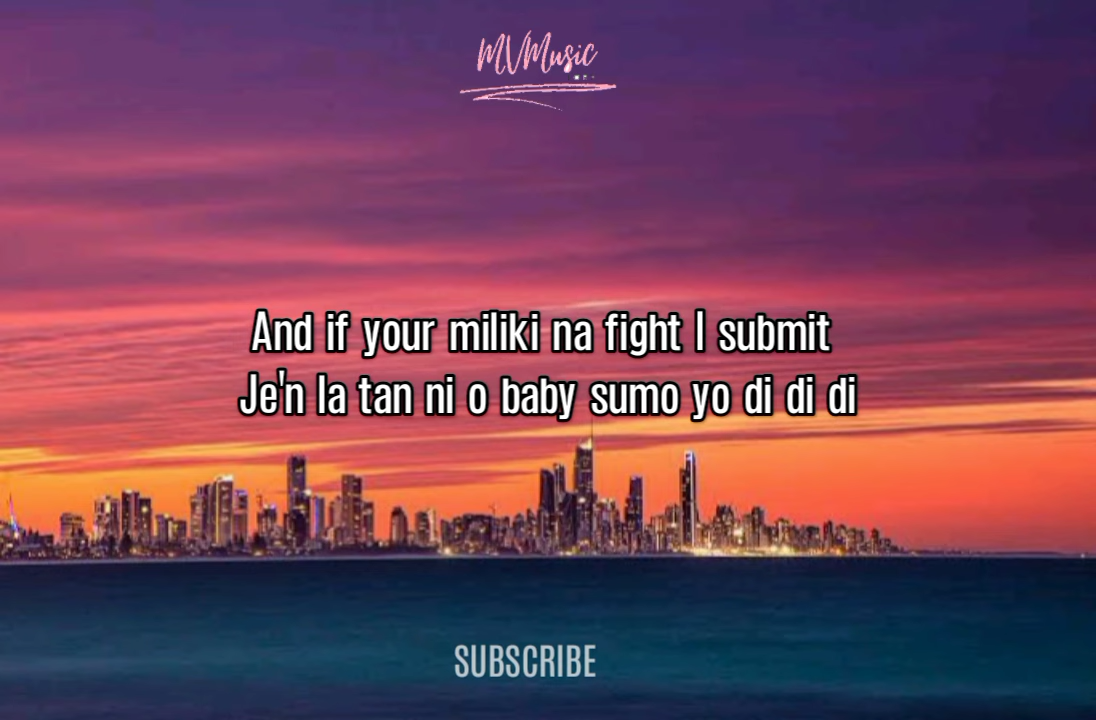 MVMusic
And if your miliki na fight I submit
Je'n la tan ni o baby sumo yo di di di
SUBSCRIBE